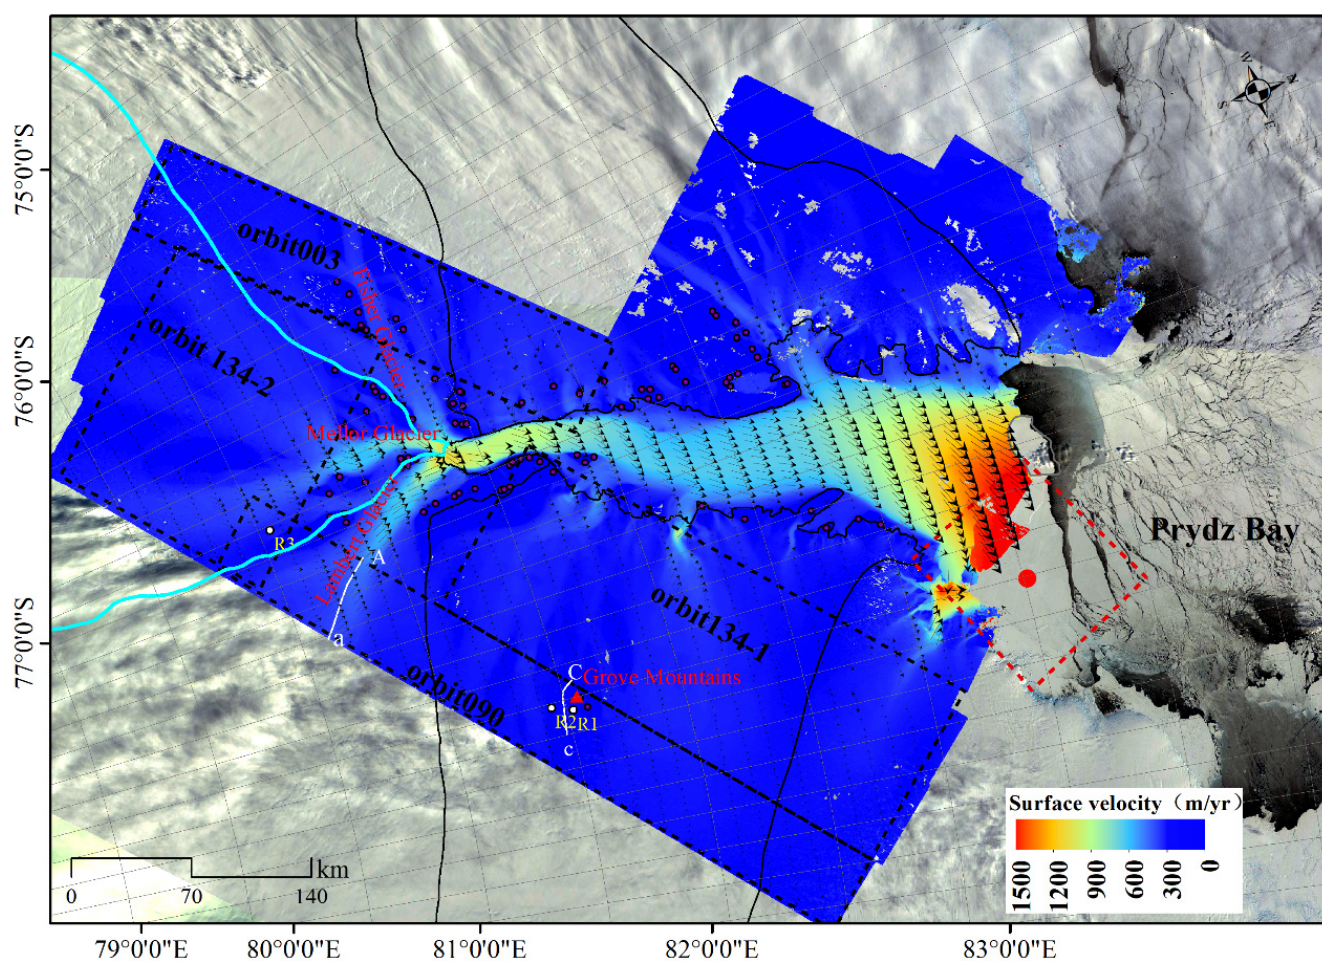 N
N
S
E
75°0'0"S
76°0'0"S
77°0'0"S
orbit003
orbit 134-2
Fisher Glacier
Mellor Glacier
Lambert Glacier
R3
A
a
orbit134-1
orbit090
C
Grove Mountains
R2
R1
c
Prydz Bay
Surface velocity（m/yr）
1500
1200
900
600
300
0
km
0
70
140
79°0'0"E
80°0'0"E
81°0'0"E
82°0'0"E
83°0'0"E